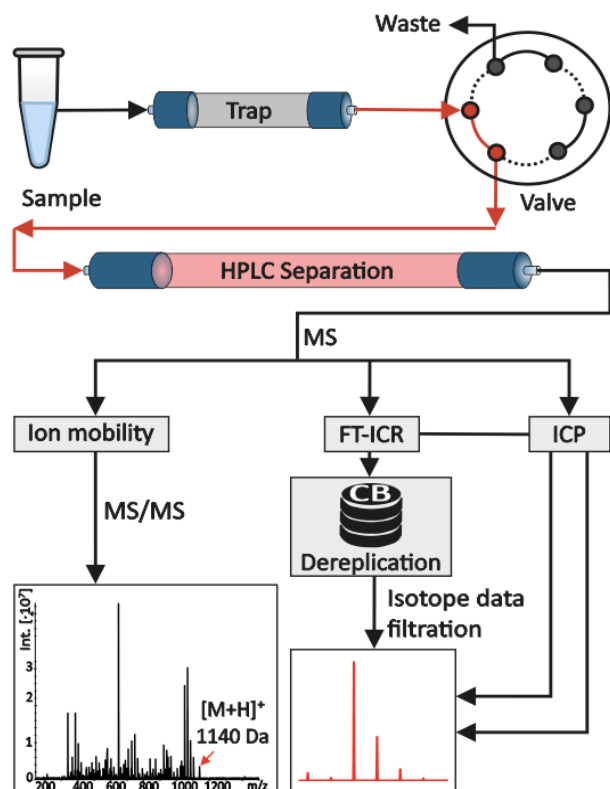 Waste
Trap
Sample
Valve
HPLC Separation
MS
Ion mobility
FT-ICR
ICP
MS/MS
CB
Dereplication
Isotope data
filtration
Int. [·10⁷]
3
2
1
0
[M+H]⁺
1140 Da
200 400 600 800 1000 1200 m/z